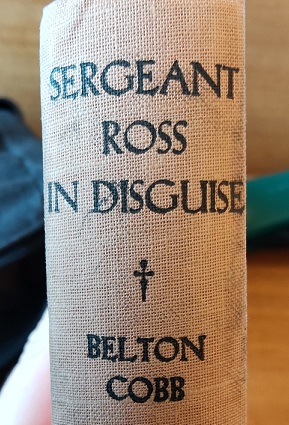 SERGEANT
ROSS
IN DISGUISE
BELTON
COBB